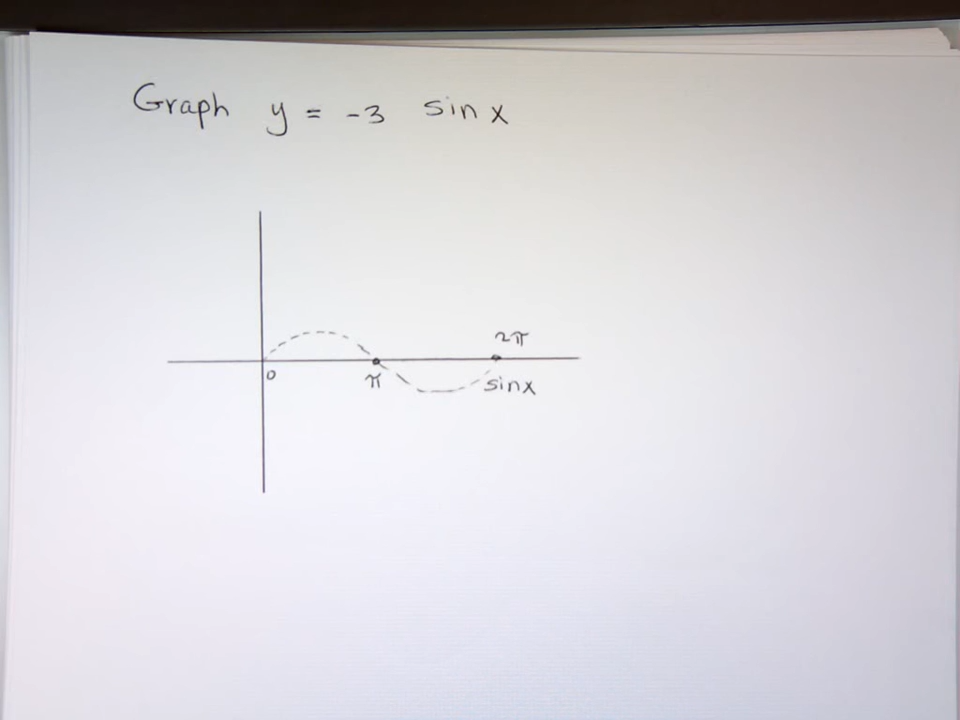 Graph y = -3 sin x
2π
0 π sinx